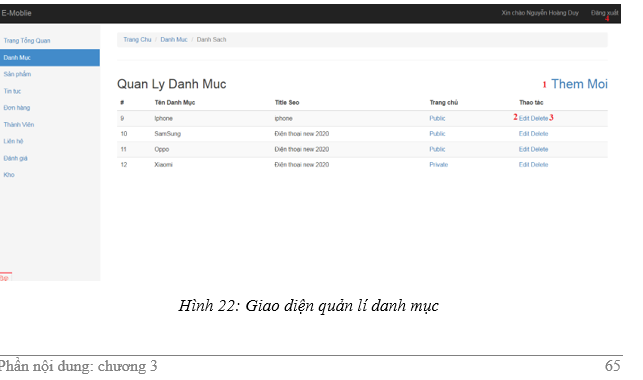 E-Moblie Xin chào Nguyễn Hoàng Duy Đăng xuất
4
Trang Tổng Quan
Danh Mục
Sản phẩm
Tin tức
Đơn hàng
Thành Viên
Liên hệ
Đánh giá
Kho
Trang Chu / Danh Muc / Danh Sach
Quan Ly Danh Muc 1 Them Moi
# Tên Danh Mục Title Seo Trang chủ Thao tác
9 Iphone iphone Public 2 Edit Delete 3
10 SamSung Điện thoại new 2020 Public Edit Delete
11 Oppo Điện thoại new 2020 Public Edit Delete
12 Xiaomi Điện thoại new 2020 Private Edit Delete
Hình 22: Giao diện quản lí danh mục
Phần nội dung: chương 3 65